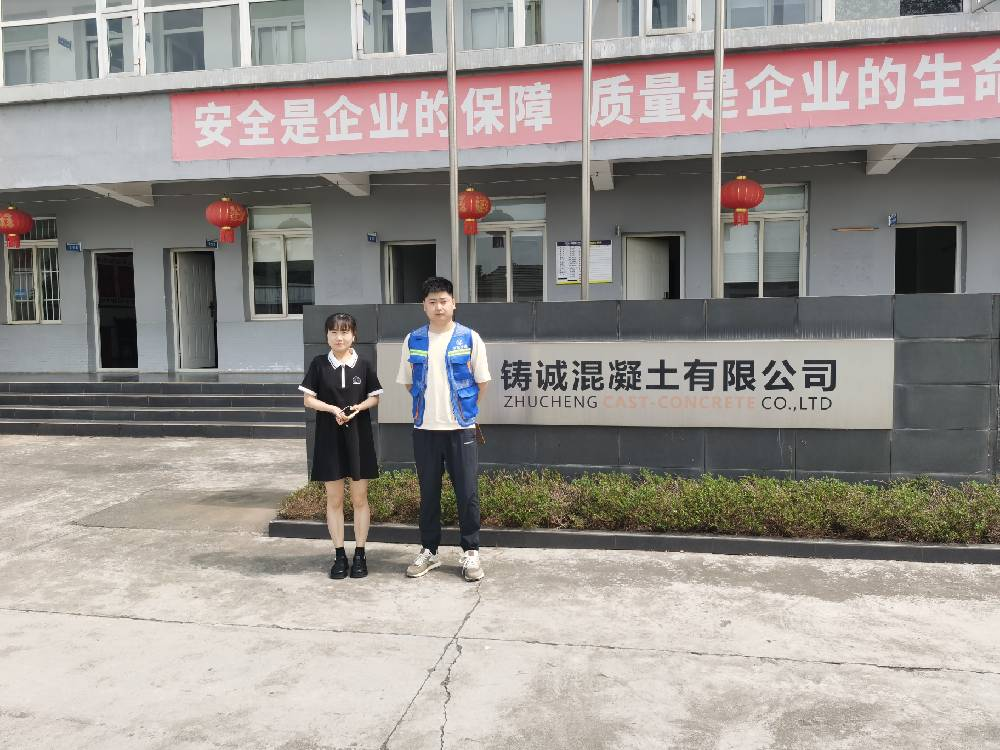 安全是企业的保障 质量是企业的生命
铸诚混凝土有限公司
ZHUCHENG CAST-CONCRETE CO.,LTD